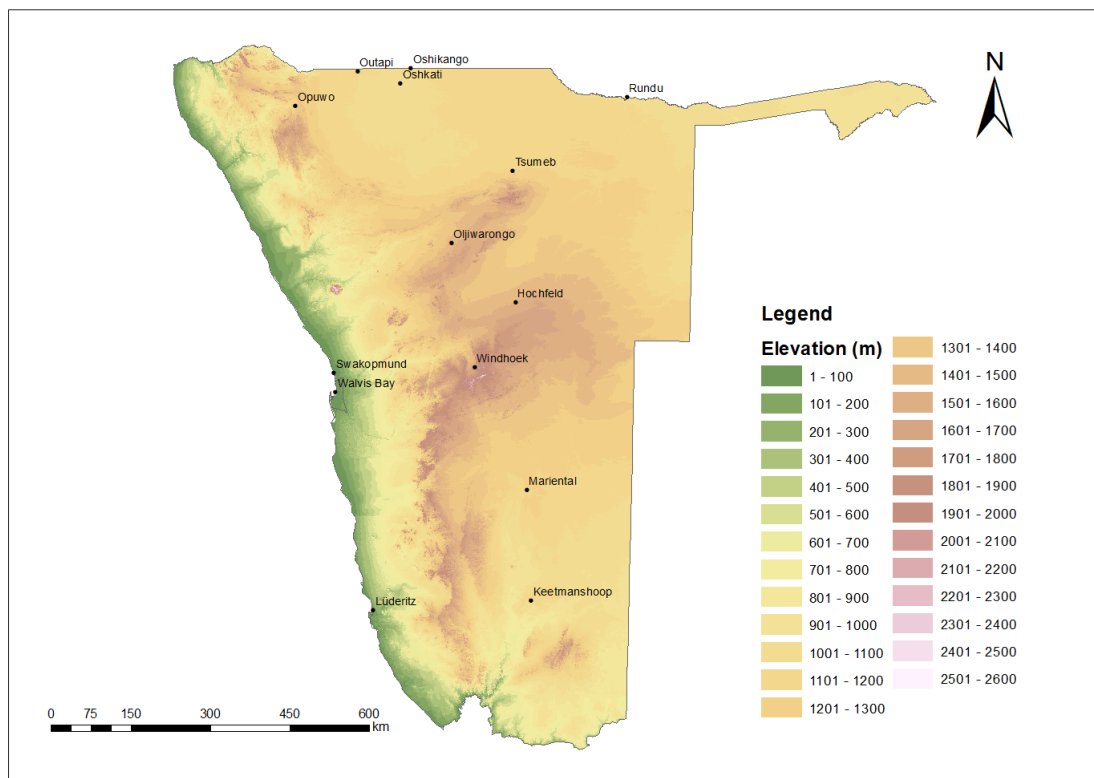 N
Oshikango
Outapi
Oshkati
Rundu
Opuwo
Tsumeb
Oljiwarongo
Hochfeld
Windhoek
Swakopmund
Walvis Bay
Mariental
Keetmanshoop
Lüderitz
Legend
Elevation (m)
1 - 100
101 - 200
201 - 300
301 - 400
401 - 500
501 - 600
601 - 700
701 - 800
801 - 900
901 - 1000
1001 - 1100
1101 - 1200
1201 - 1300
1301 - 1400
1401 - 1500
1501 - 1600
1601 - 1700
1701 - 1800
1801 - 1900
1901 - 2000
2001 - 2100
2101 - 2200
2201 - 2300
2301 - 2400
2401 - 2500
2501 - 2600
0 75 150 300 450 600
km